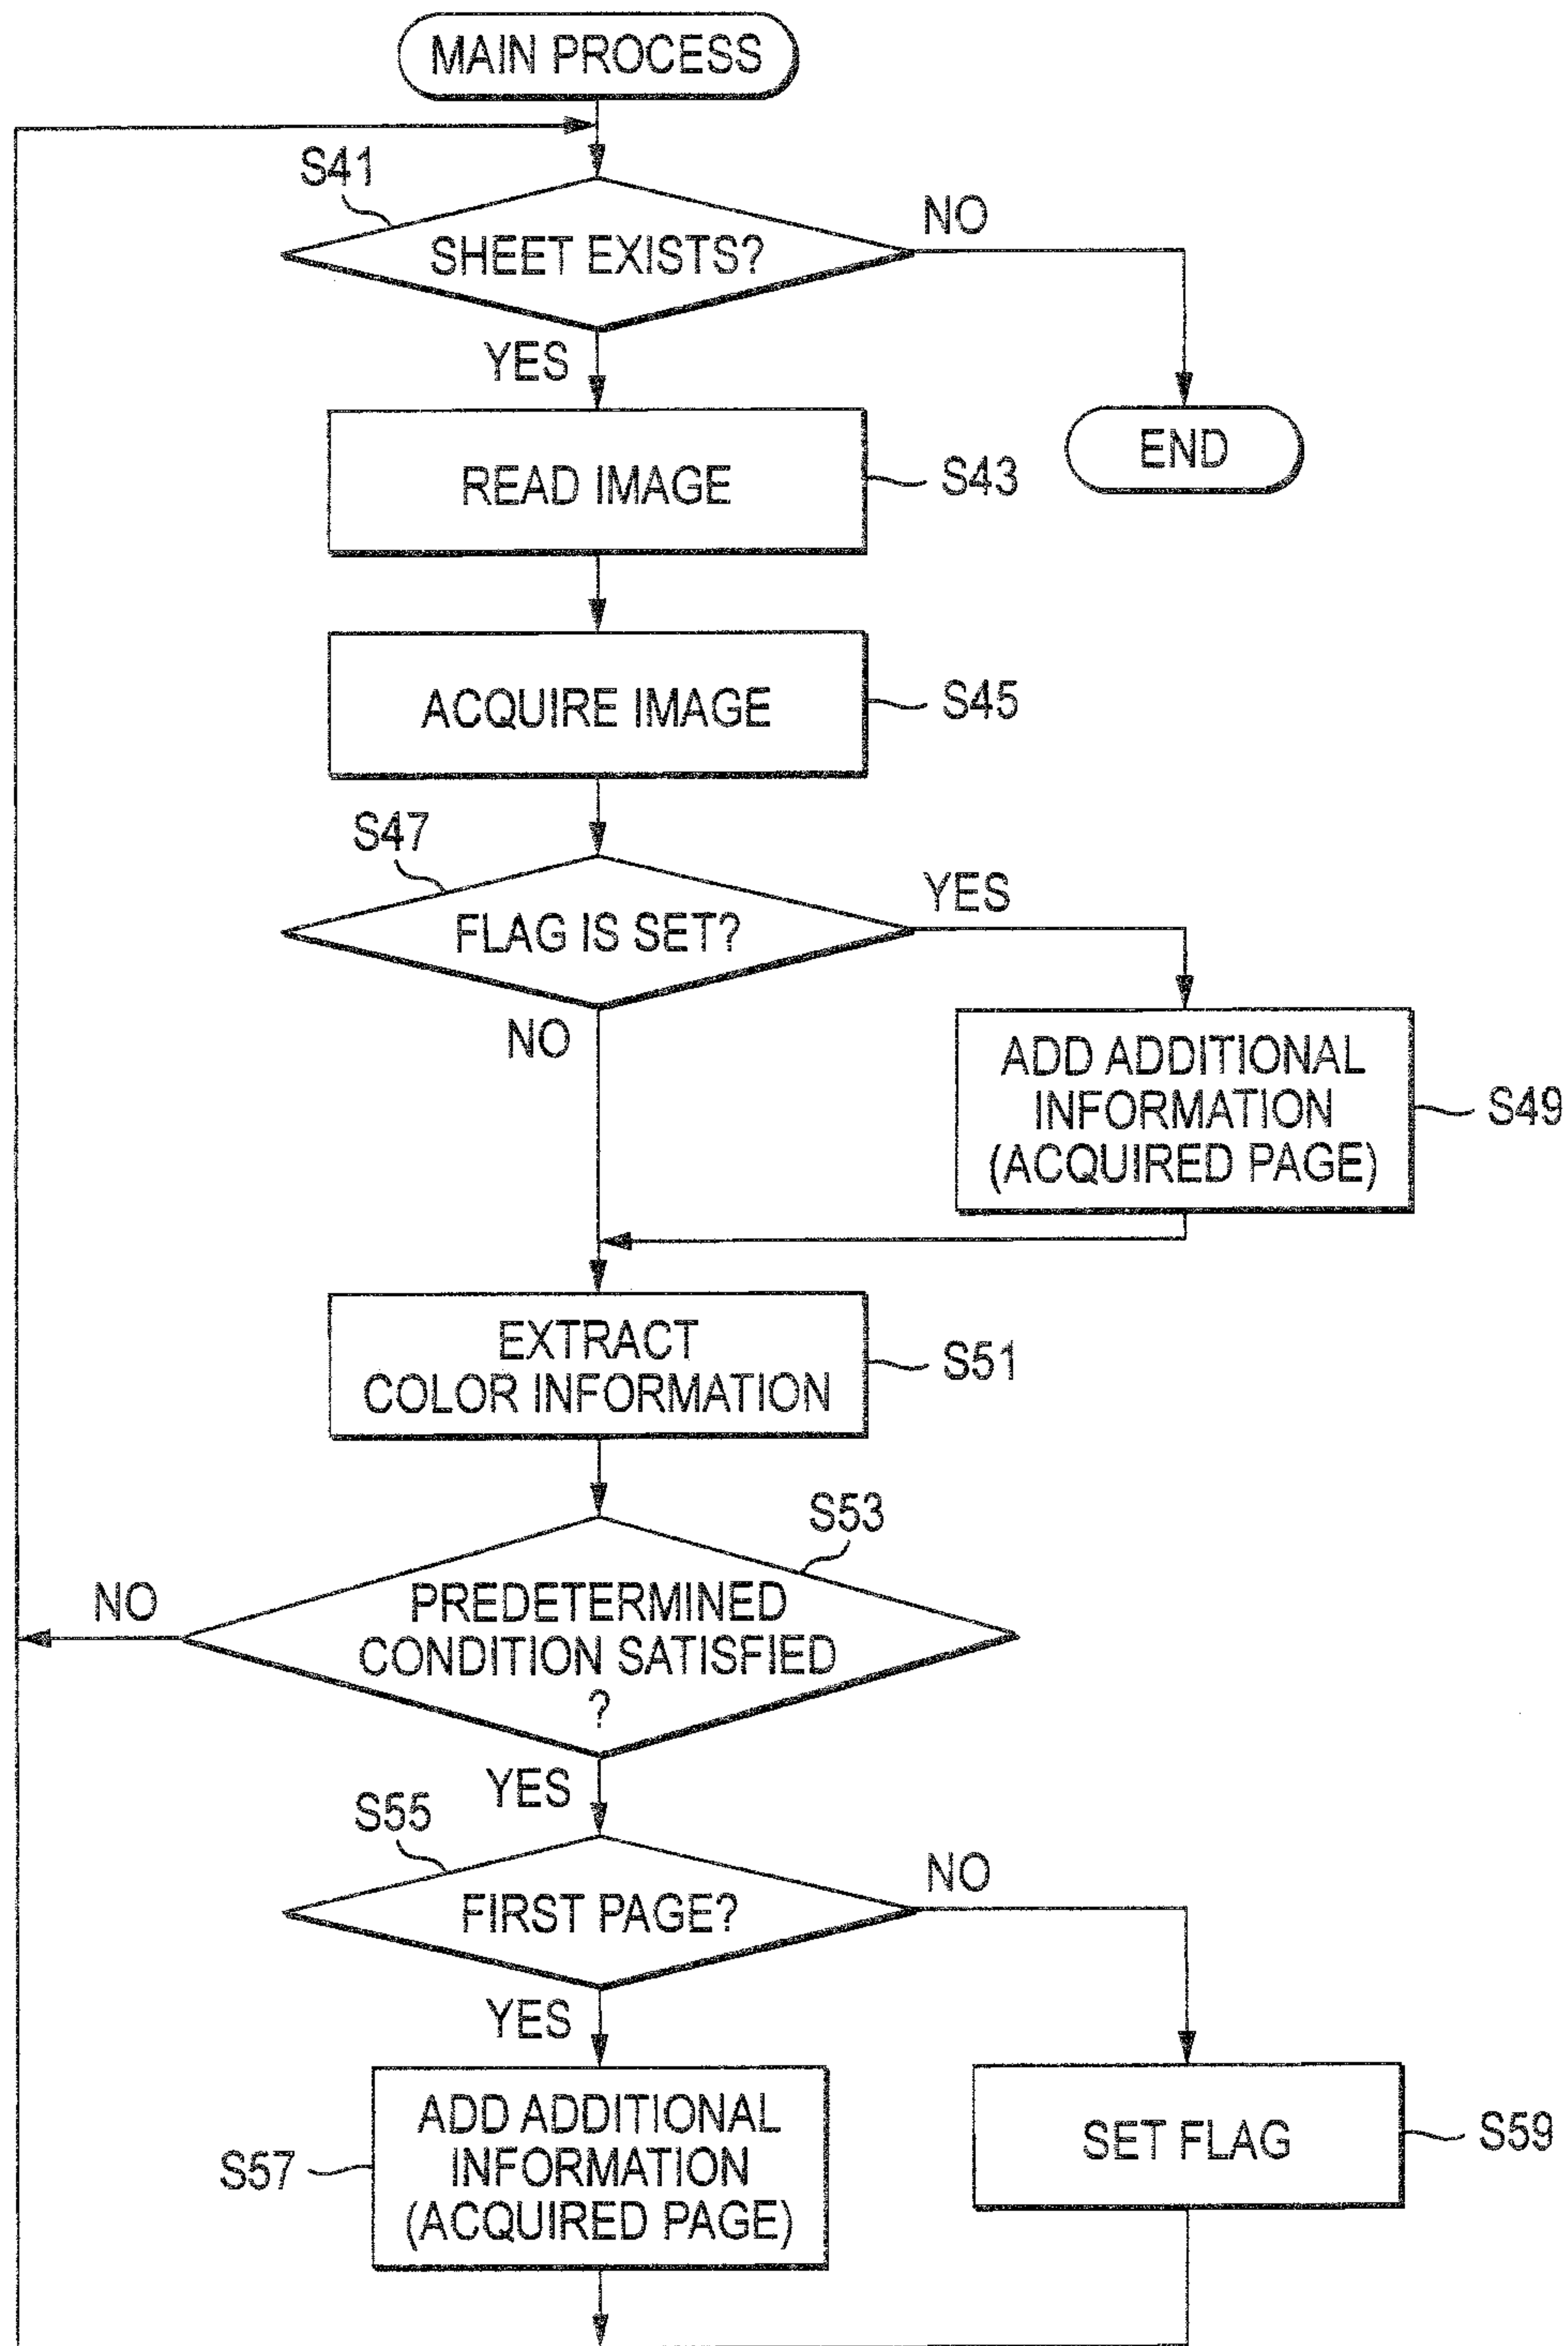 MAIN PROCESS
S41
SHEET EXISTS?
NO
YES
READ IMAGE
S43
END
ACQUIRE IMAGE
S45
S47
FLAG IS SET?
YES
NO
ADD ADDITIONAL
INFORMATION
(ACQUIRED PAGE)
S49
EXTRACT
COLOR INFORMATION
S51
S53
NO
PREDETERMINED
CONDITION SATISFIED
?
YES
S55
FIRST PAGE?
NO
YES
S57
ADD ADDITIONAL
INFORMATION
(ACQUIRED PAGE)
SET FLAG
S59